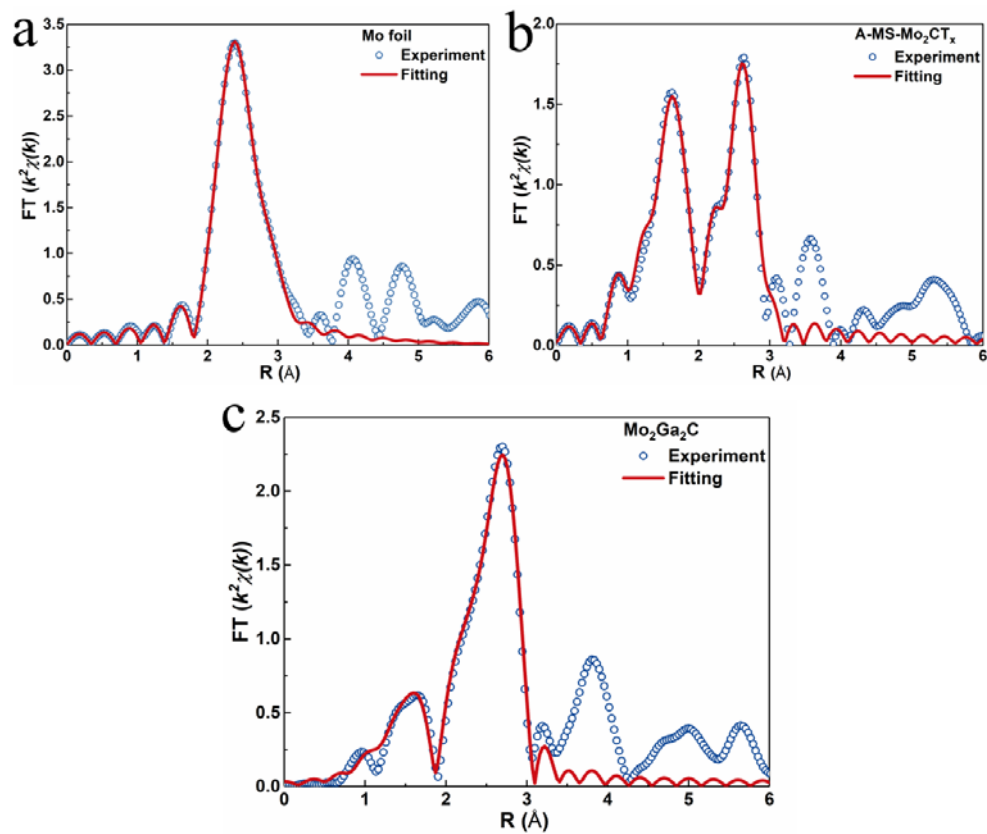 a
Mo foil
Experiment
Fitting
FT (k²χ(k))
3.5
3.0
2.5
2.0
1.5
1.0
0.5
0.0
0 1 2 3 4 5 6
R (Å)
b
A-MS-Mo₂CTₓ
Experiment
Fitting
FT (k²χ(k))
2.0
1.5
1.0
0.5
0.0
0 1 2 3 4 5 6
R (Å)
c
Mo₂Ga₂C
Experiment
Fitting
FT (k²χ(k))
2.5
2.0
1.5
1.0
0.5
0.0
0 1 2 3 4 5 6
R (Å)